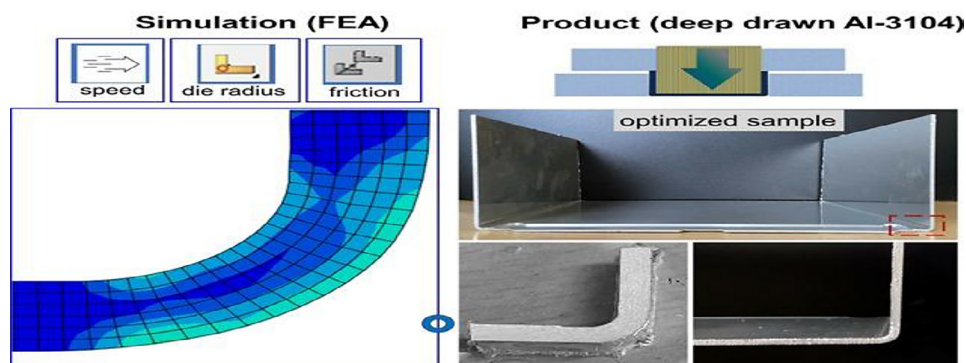 Simulation (FEA)
speed
die radius
friction
Product (deep drawn Al-3104)
optimized sample